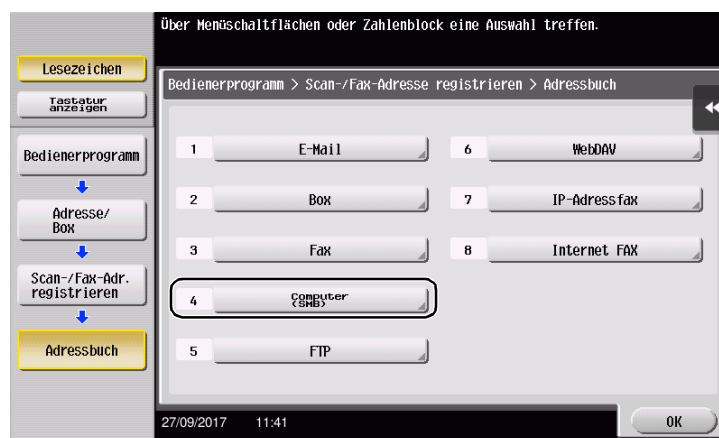 Über Menüschaltflächen oder Zahlenblock eine Auswahl treffen.
Lesezeichen
Tastatur
anzeigen
Bedienerprogramm
Adresse/
Box
Scan-/Fax-Adr.
registrieren
Adressbuch
Bedienerprogramm > Scan-/Fax-Adresse registrieren > Adressbuch
1 E-Mail
2 Box
3 Fax
4 Computer
(SMB)
5 FTP
6 WebDAV
7 IP-Adressfax
8 Internet FAX
27/09/2017 11:41
OK